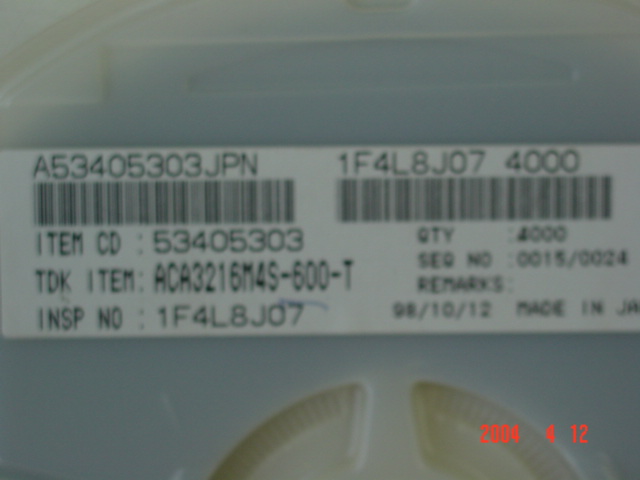 A53405303JPN 1F4L8J07 4000
ITEM CD : 53405303
TDK ITEM: ACA3216M4S-600-T
INSP NO : 1F4L8J07
QTY :4000
SEQ NO :0015/0024
REMARKS:
98/10/12 MADE IN JA
2004 4 12